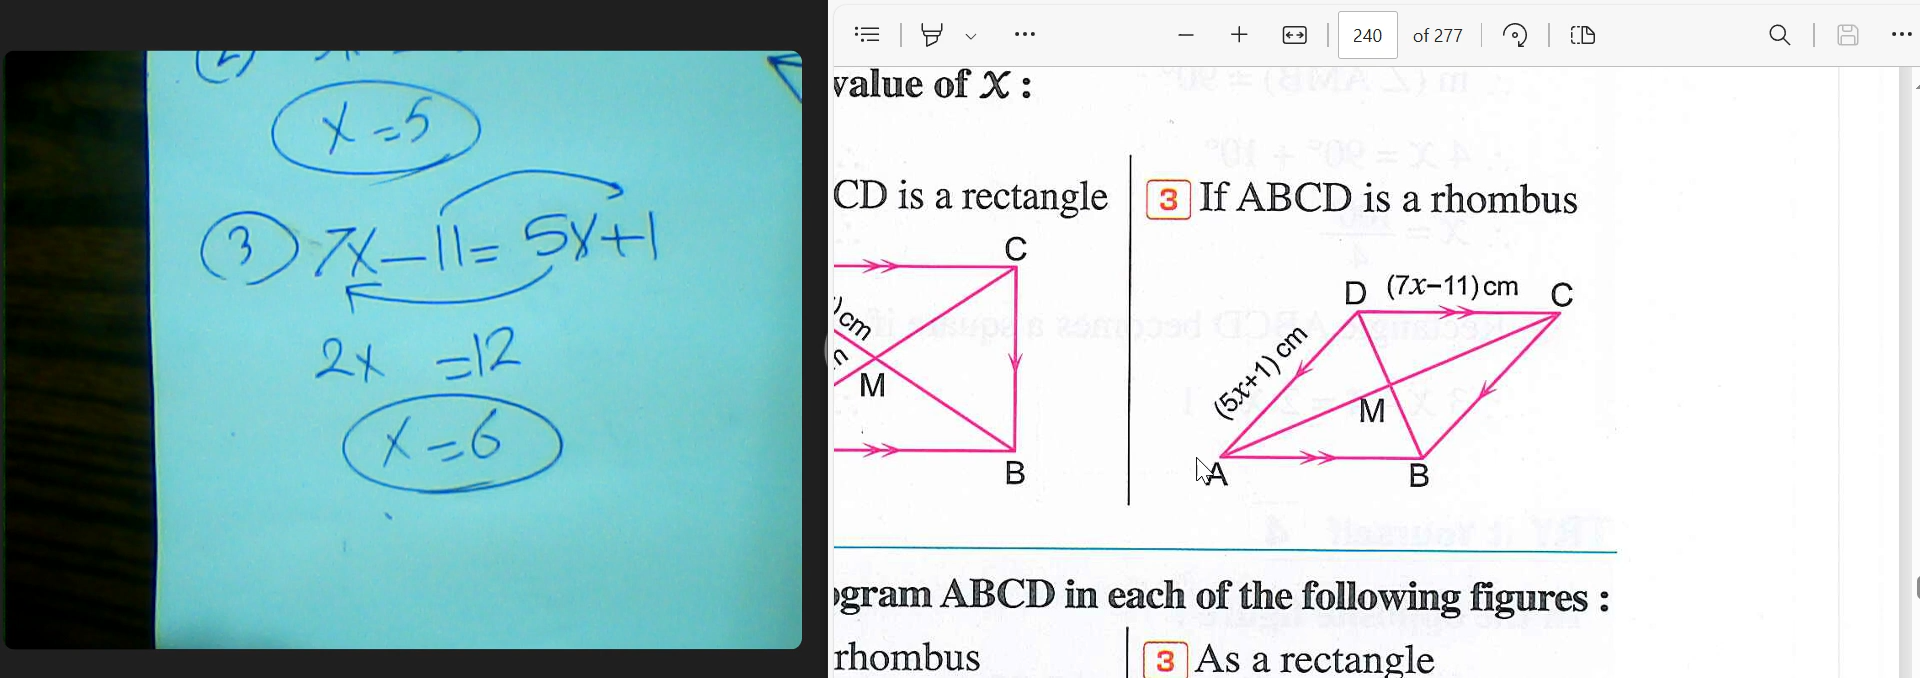 x = 5
3 7x - 11 = 5x + 1
2x = 12
x = 6
240 of 277
value of X :
CD is a rectangle
C
cm
M
B
3 If ABCD is a rhombus
D (7x–11) cm C
(5x+1) cm
M
A B
gram ABCD in each of the following figures :
rhombus
3 As a rectangle